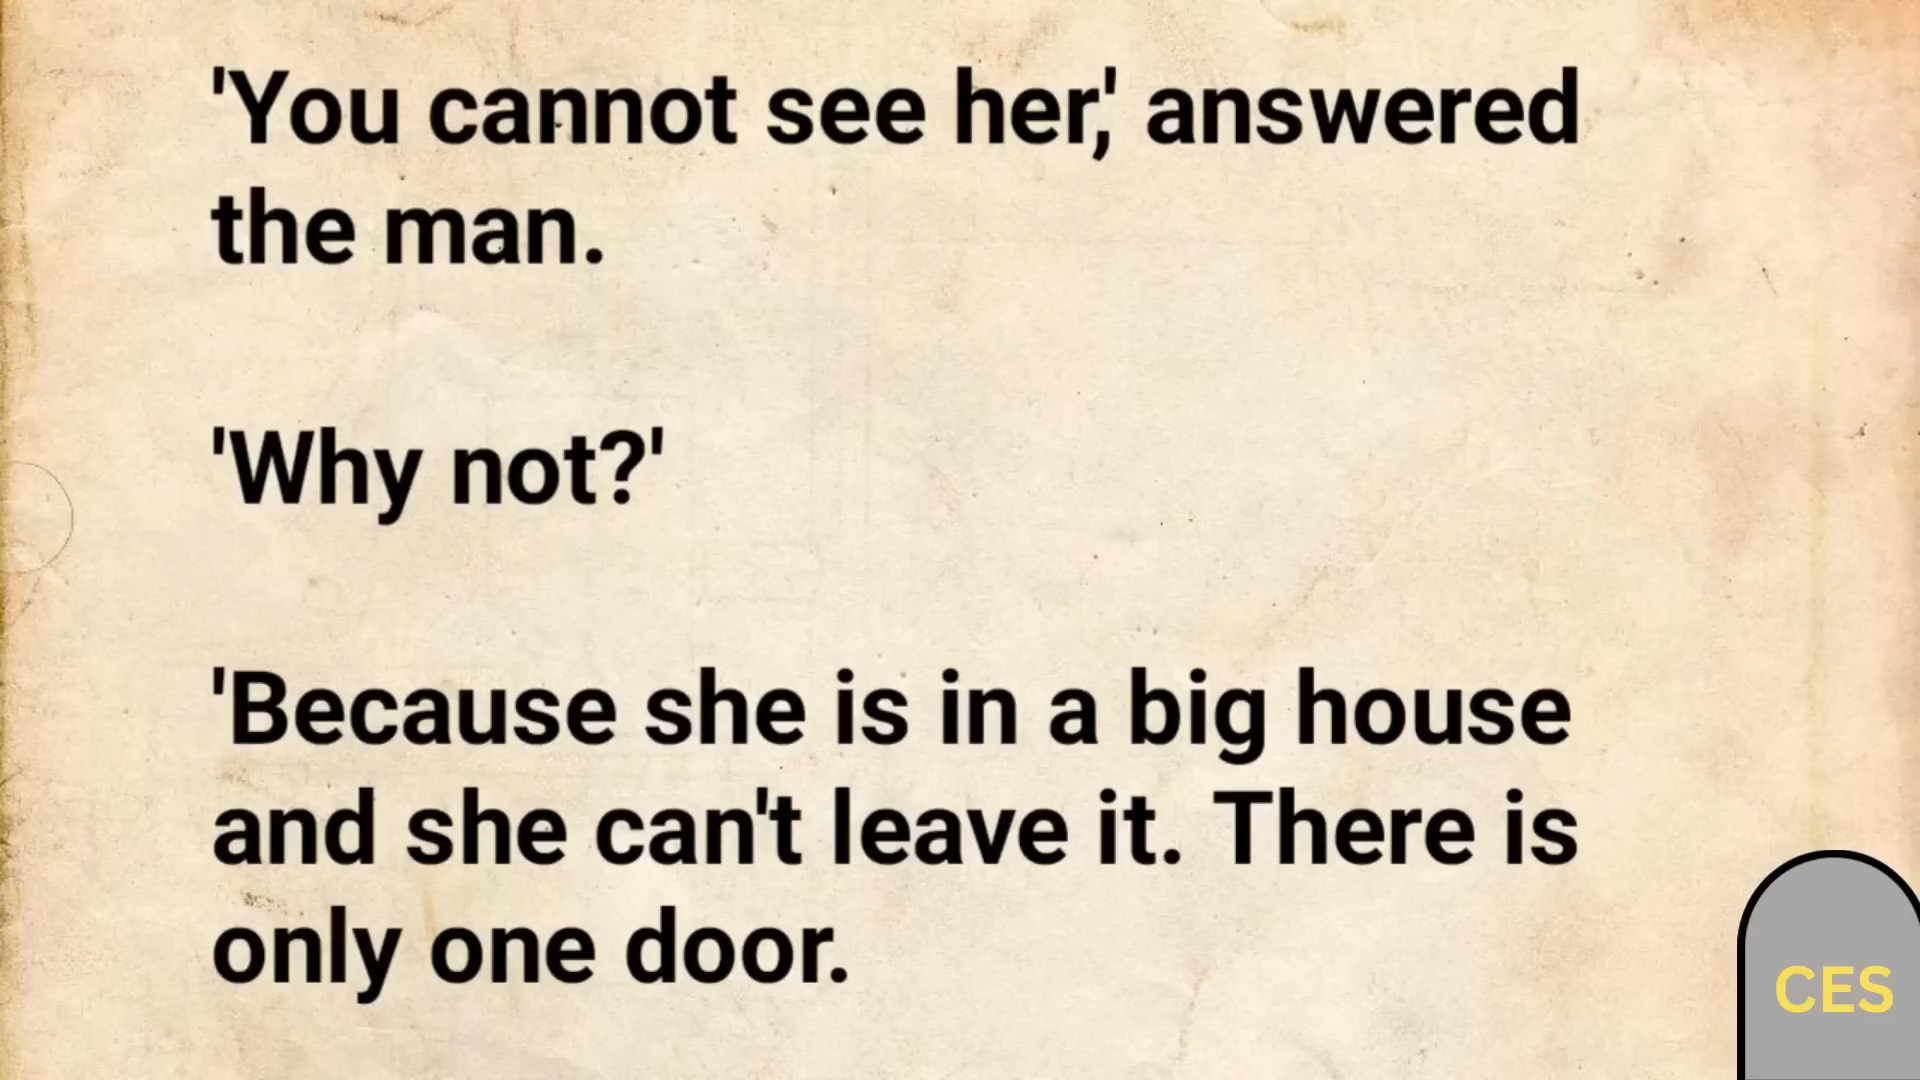 'You cannot see her,' answered
the man.
'Why not?'
'Because she is in a big house
and she can't leave it. There is
only one door.
CES